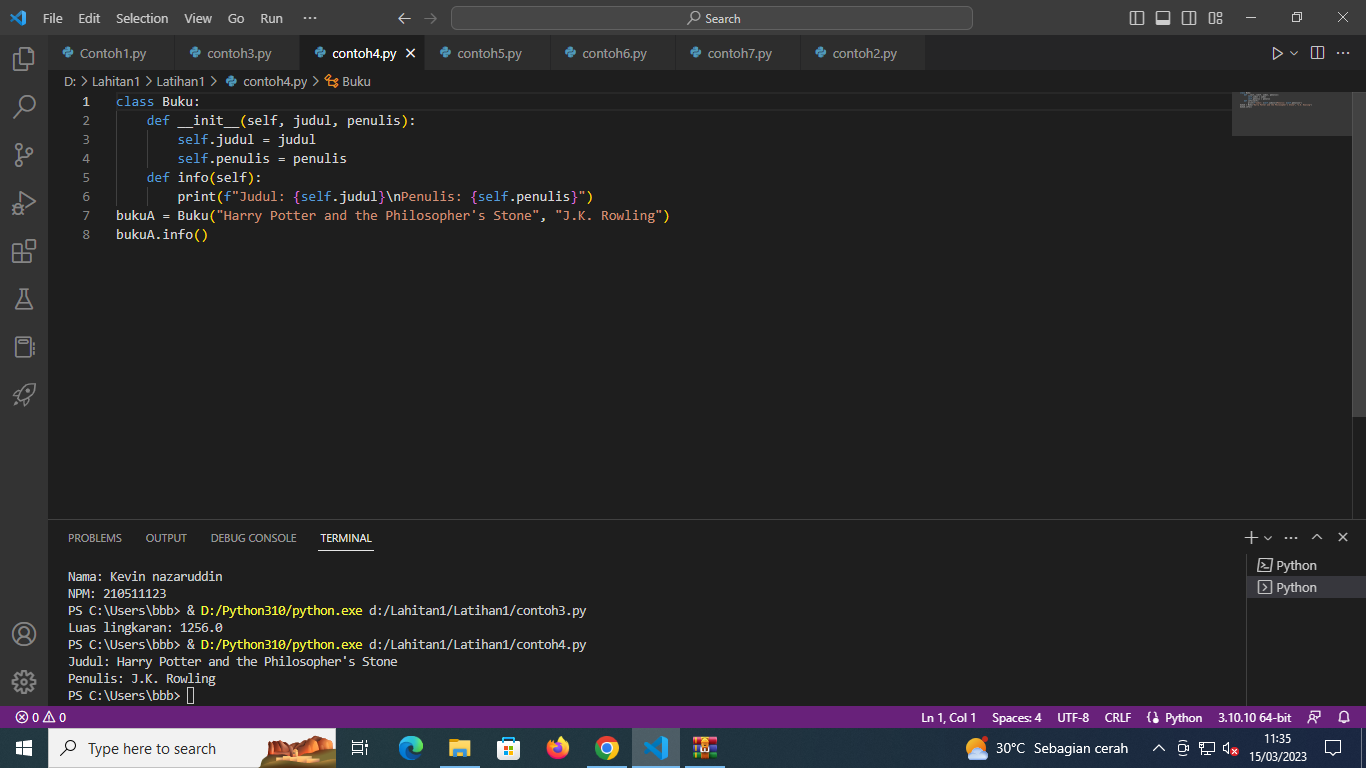 File Edit Selection View Go Run ··· Search
Contoh1.py contoh3.py contoh4.py contoh5.py contoh6.py contoh7.py contoh2.py
D: > Lahitan1 > Latihan1 > contoh4.py > Buku
1 class Buku:
2     def __init__(self, judul, penulis):
3         self.judul = judul
4         self.penulis = penulis
5     def info(self):
6         print(f"Judul: {self.judul}\nPenulis: {self.penulis}")
7 bukuA = Buku("Harry Potter and the Philosopher's Stone", "J.K. Rowling")
8 bukuA.info()
PROBLEMS OUTPUT DEBUG CONSOLE TERMINAL
Python
Python
Nama: Kevin nazaruddin
NPM: 210511123
PS C:\Users\bbb> & D:/Python310/python.exe d:/Lahitan1/Latihan1/contoh3.py
Luas lingkaran: 1256.0
PS C:\Users\bbb> & D:/Python310/python.exe d:/Lahitan1/Latihan1/contoh4.py
Judul: Harry Potter and the Philosopher's Stone
Penulis: J.K. Rowling
PS C:\Users\bbb>
0 0 Ln 1, Col 1 Spaces: 4 UTF-8 CRLF Python 3.10.10 64-bit
Type here to search 30°C Sebagian cerah 11:35
15/03/2023